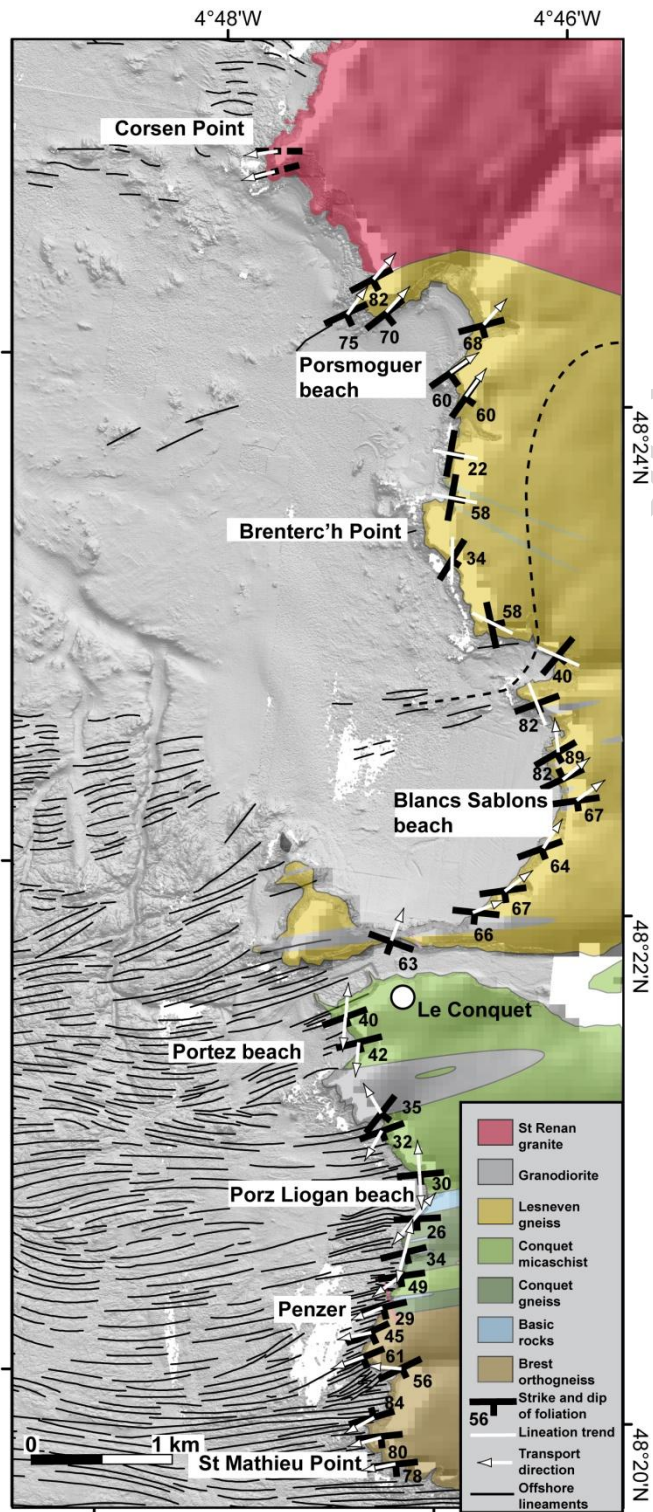 4°48'W
4°46'W
Corsen Point
82
75
70
68
Porsmoguer
beach
60
60
48°24'N
22
58
Brenterc'h Point
34
58
40
82
89
82
Blancs Sablons
beach
67
64
67
66
48°22'N
63
Le Conquet
40
Portez beach
42
35
32
30
Porz Liogan beach
26
34
49
Penzer
29
45
61
56
84
80
St Mathieu Point
78
0
1 km
48°20'N
St Renan
granite
Granodiorite
Lesneven
gneiss
Conquet
micaschist
Conquet
gneiss
Basic
rocks
Brest
orthogneiss
56
Strike and dip
of foliation
Lineation trend
Transport
direction
Offshore
lineaments